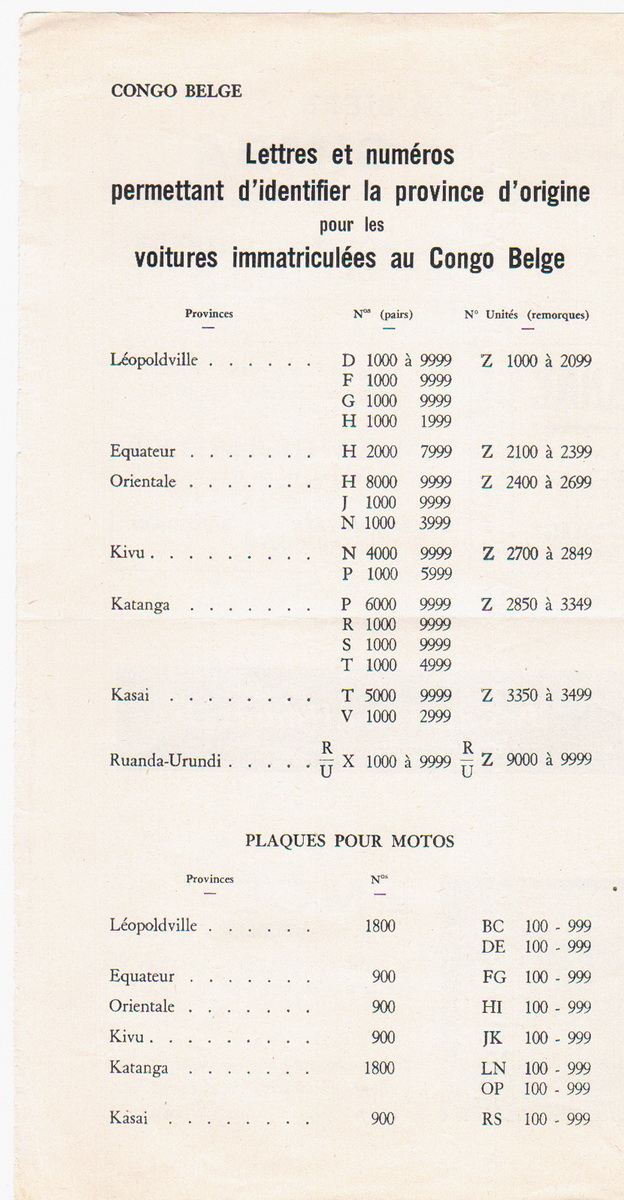 CONGO BELGE
Lettres et numéros
permettant d'identifier la province d'origine
pour les
voitures immatriculées au Congo Belge
Provinces Nos (pairs) N° Unités (remorques)
Léopoldville . . . . . . D 1000 à 9999 Z 1000 à 2099
F 1000 9999
G 1000 9999
H 1000 1999
Equateur . . . . . . . H 2000 7999 Z 2100 à 2399
Orientale . . . . . . . H 8000 9999 Z 2400 à 2699
J 1000 9999
N 1000 3999
Kivu . . . . . . . . . N 4000 9999 Z 2700 à 2849
P 1000 5999
Katanga . . . . . . . P 6000 9999 Z 2850 à 3349
R 1000 9999
S 1000 9999
T 1000 4999
Kasai . . . . . . . . T 5000 9999 Z 3350 à 3499
V 1000 2999
Ruanda-Urundi . . . . . R/U X 1000 à 9999 R/U Z 9000 à 9999
PLAQUES POUR MOTOS
Provinces Nos
Léopoldville . . . . . . 1800 BC 100 - 999
DE 100 - 999
Equateur . . . . . . . 900 FG 100 - 999
Orientale . . . . . . . 900 HI 100 - 999
Kivu . . . . . . . . . 900 JK 100 - 999
Katanga . . . . . . . 1800 LN 100 - 999
OP 100 - 999
Kasai . . . . . . . . 900 RS 100 - 999